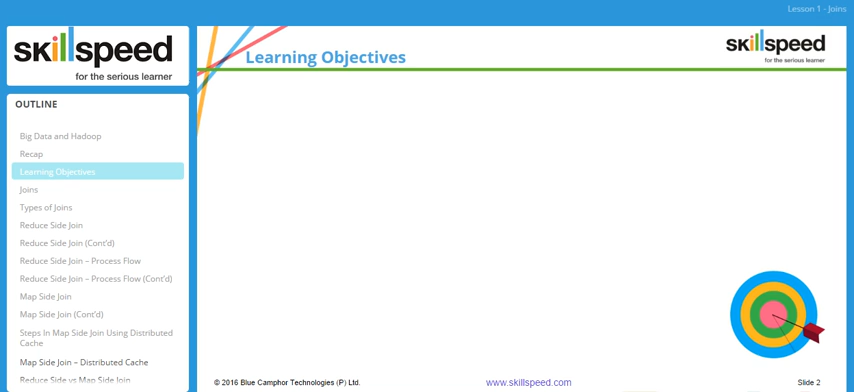 Lesson 1 - Joins
skillspeed
for the serious learner
OUTLINE
Big Data and Hadoop
Recap
Learning Objectives
Joins
Types of Joins
Reduce Side Join
Reduce Side Join (Cont'd)
Reduce Side Join – Process Flow
Reduce Side Join – Process Flow (Cont'd)
Map Side Join
Map Side Join (Cont'd)
Steps In Map Side Join Using Distributed
Cache
Map Side Join – Distributed Cache
Reduce Side vs Map Side Join
Learning Objectives
skillspeed
for the serious learner
© 2016 Blue Camphor Technologies (P) Ltd.
www.skillspeed.com
Slide 2